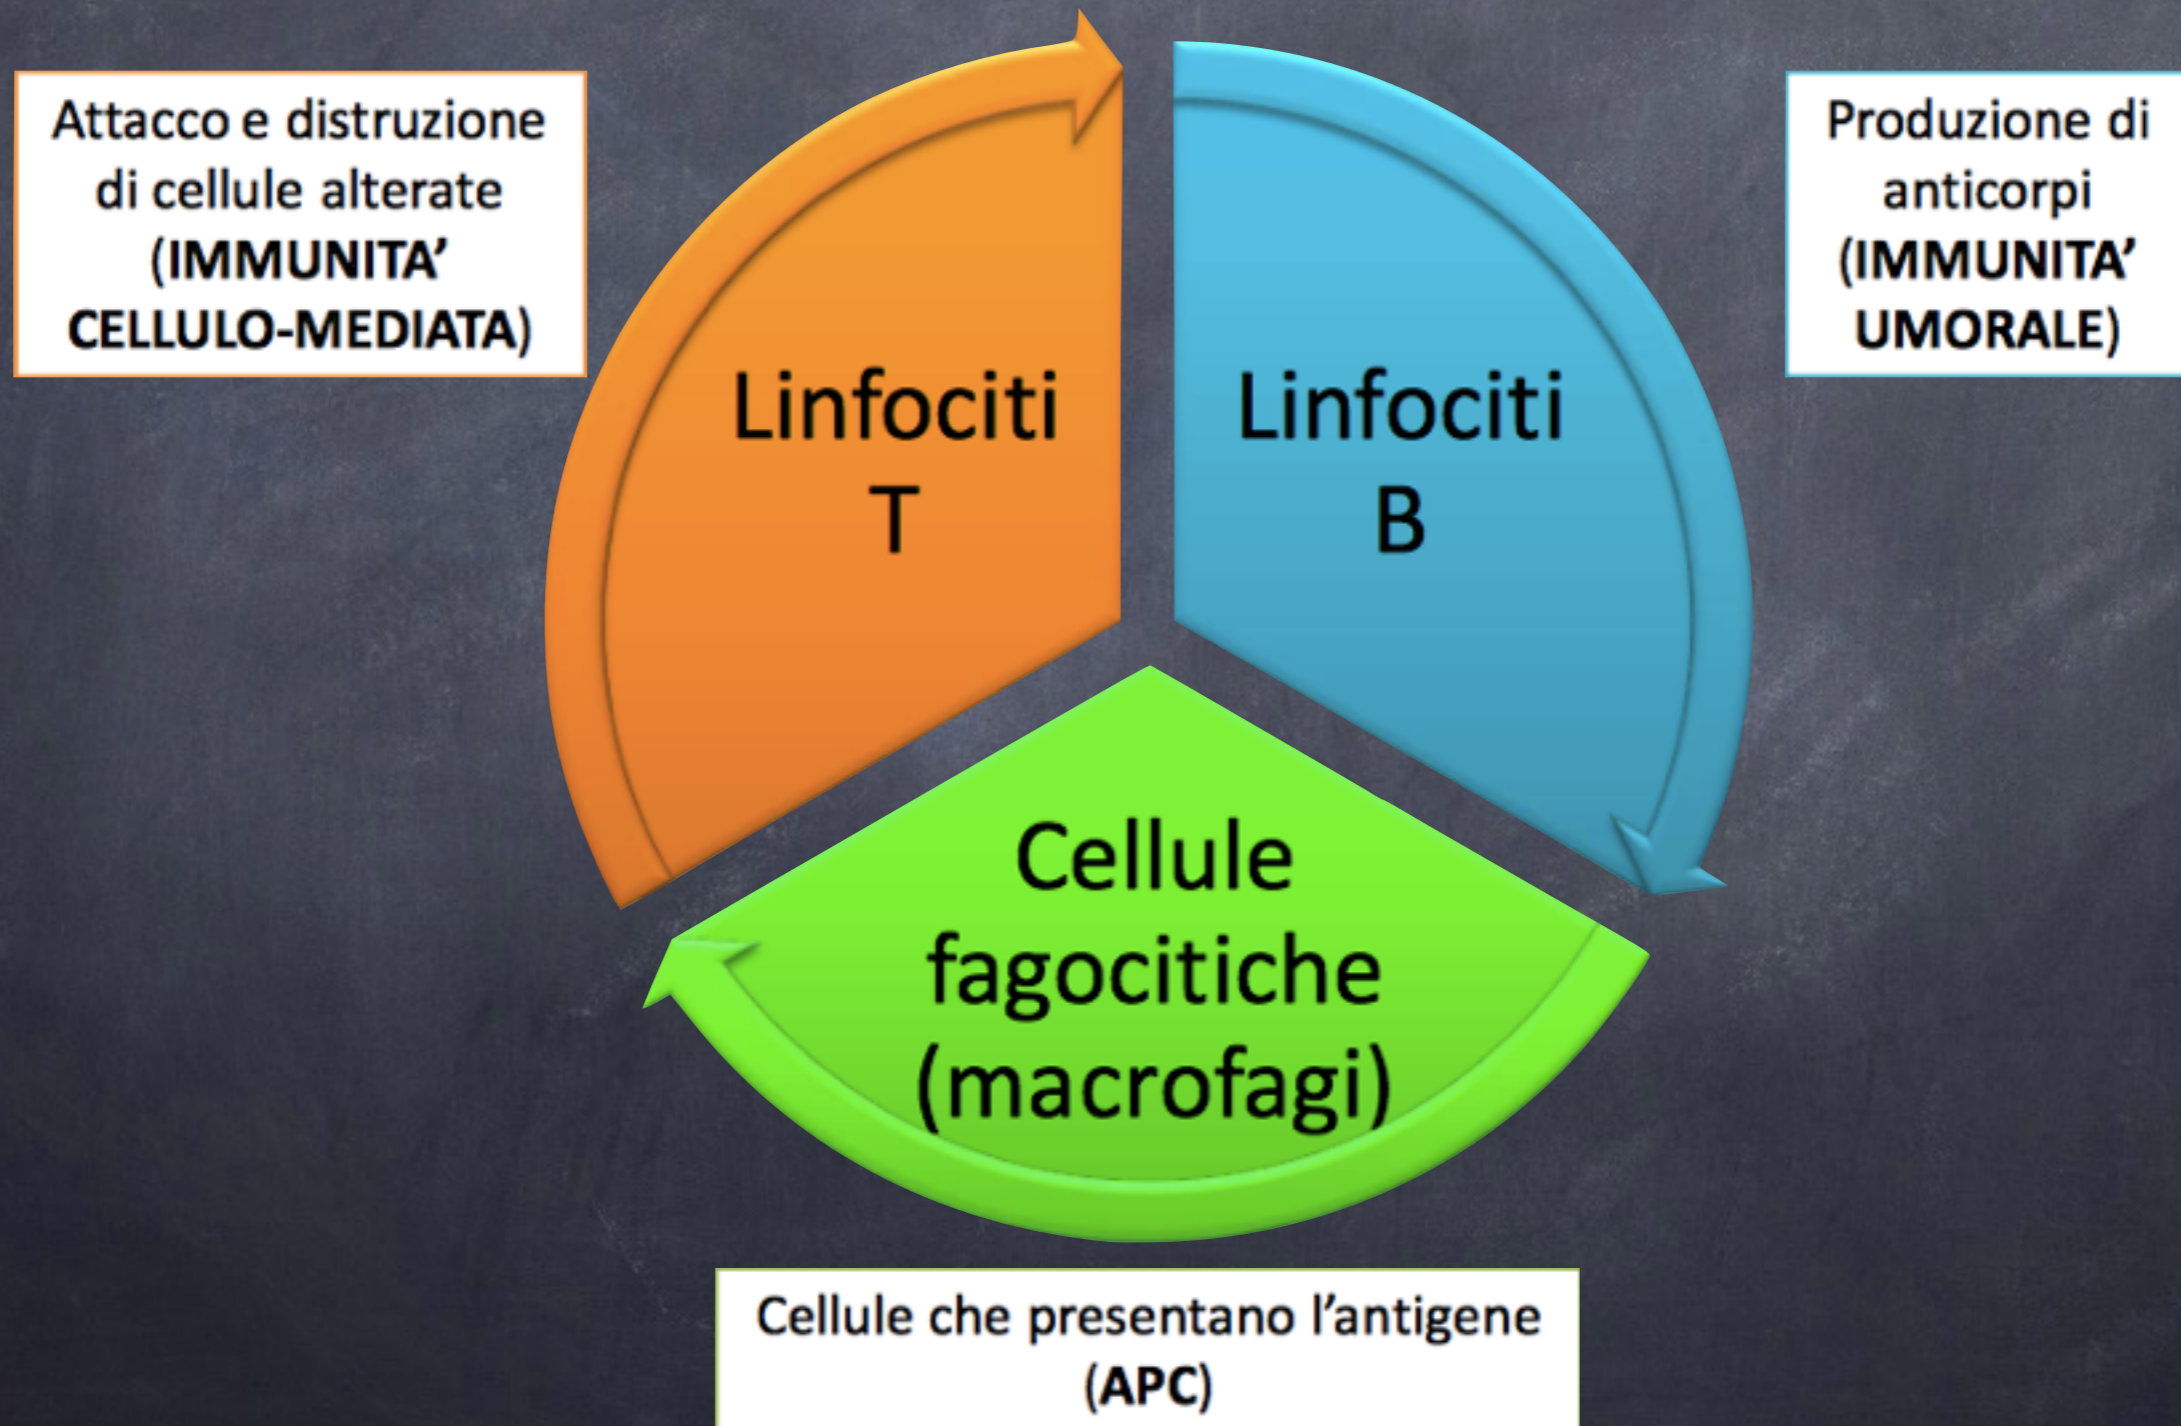 Attacco e distruzione
di cellule alterate
(IMMUNITA’
CELLULO-MEDIATA)
Linfociti
T
Linfociti
B
Produzione di
anticorpi
(IMMUNITA’
UMORALE)
Cellule
fagocitiche
(macrofagi)
Cellule che presentano l’antigene
(APC)